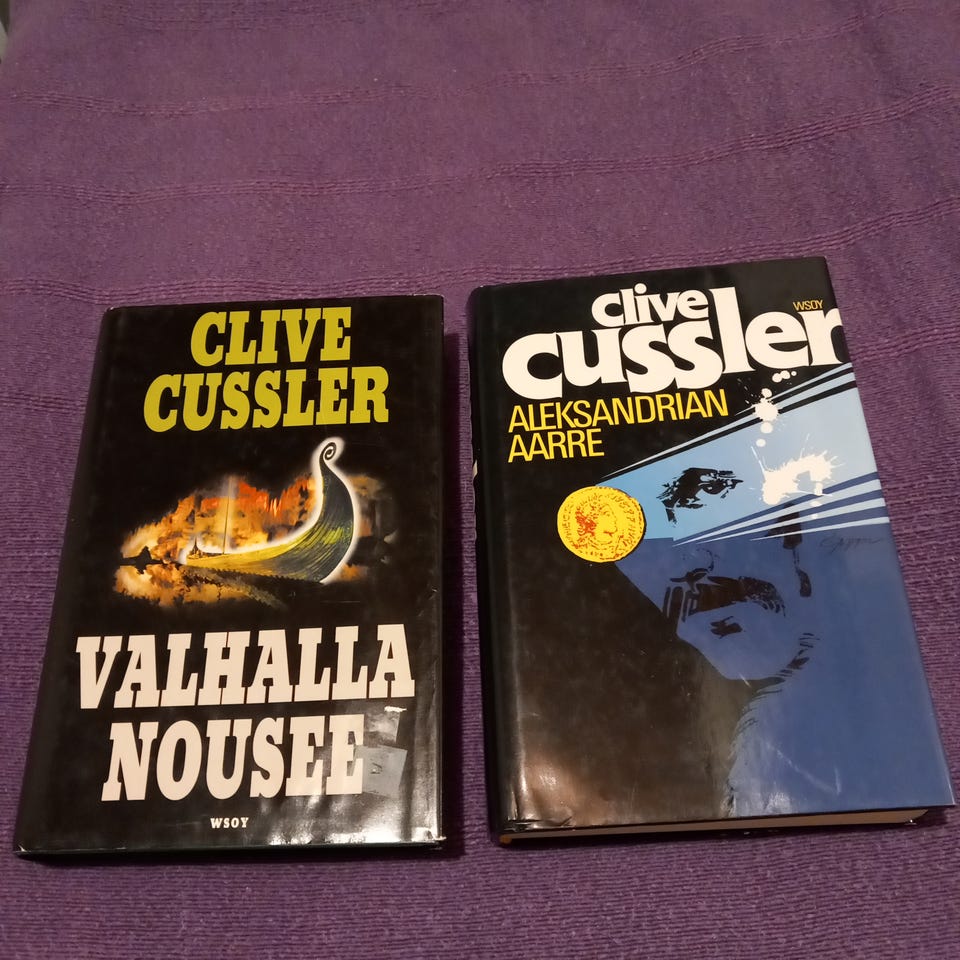 CLIVE
CUSSLER
VALHALLA
NOUSEE
WSOY
clive
WSOY
cussler
ALEKSANDRIAN
AARRE